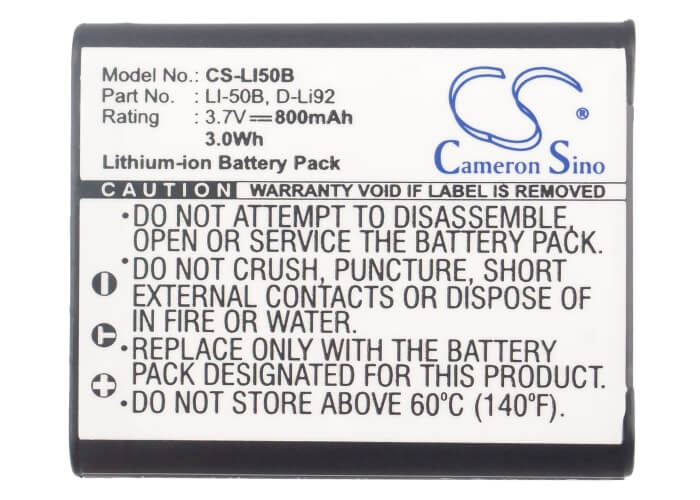 Model No.: CS-LI50B
Part No. : LI-50B, D-Li92
Rating : 3.7V⎓800mAh
3.0Wh
Lithium-ion Battery Pack
CS
®
Cameron Sino
CAUTION WARRANTY VOID IF LABEL IS REMOVED
•DO NOT ATTEMPT TO DISASSEMBLE,
OPEN OR SERVICE THE BATTERY PACK.
•DO NOT CRUSH, PUNCTURE, SHORT
EXTERNAL CONTACTS OR DISPOSE OF
IN FIRE OR WATER.
•REPLACE ONLY WITH THE BATTERY
PACK DESIGNATED FOR THE PRODUCT.
•DO NOT STORE ABOVE 60°C (140°F).